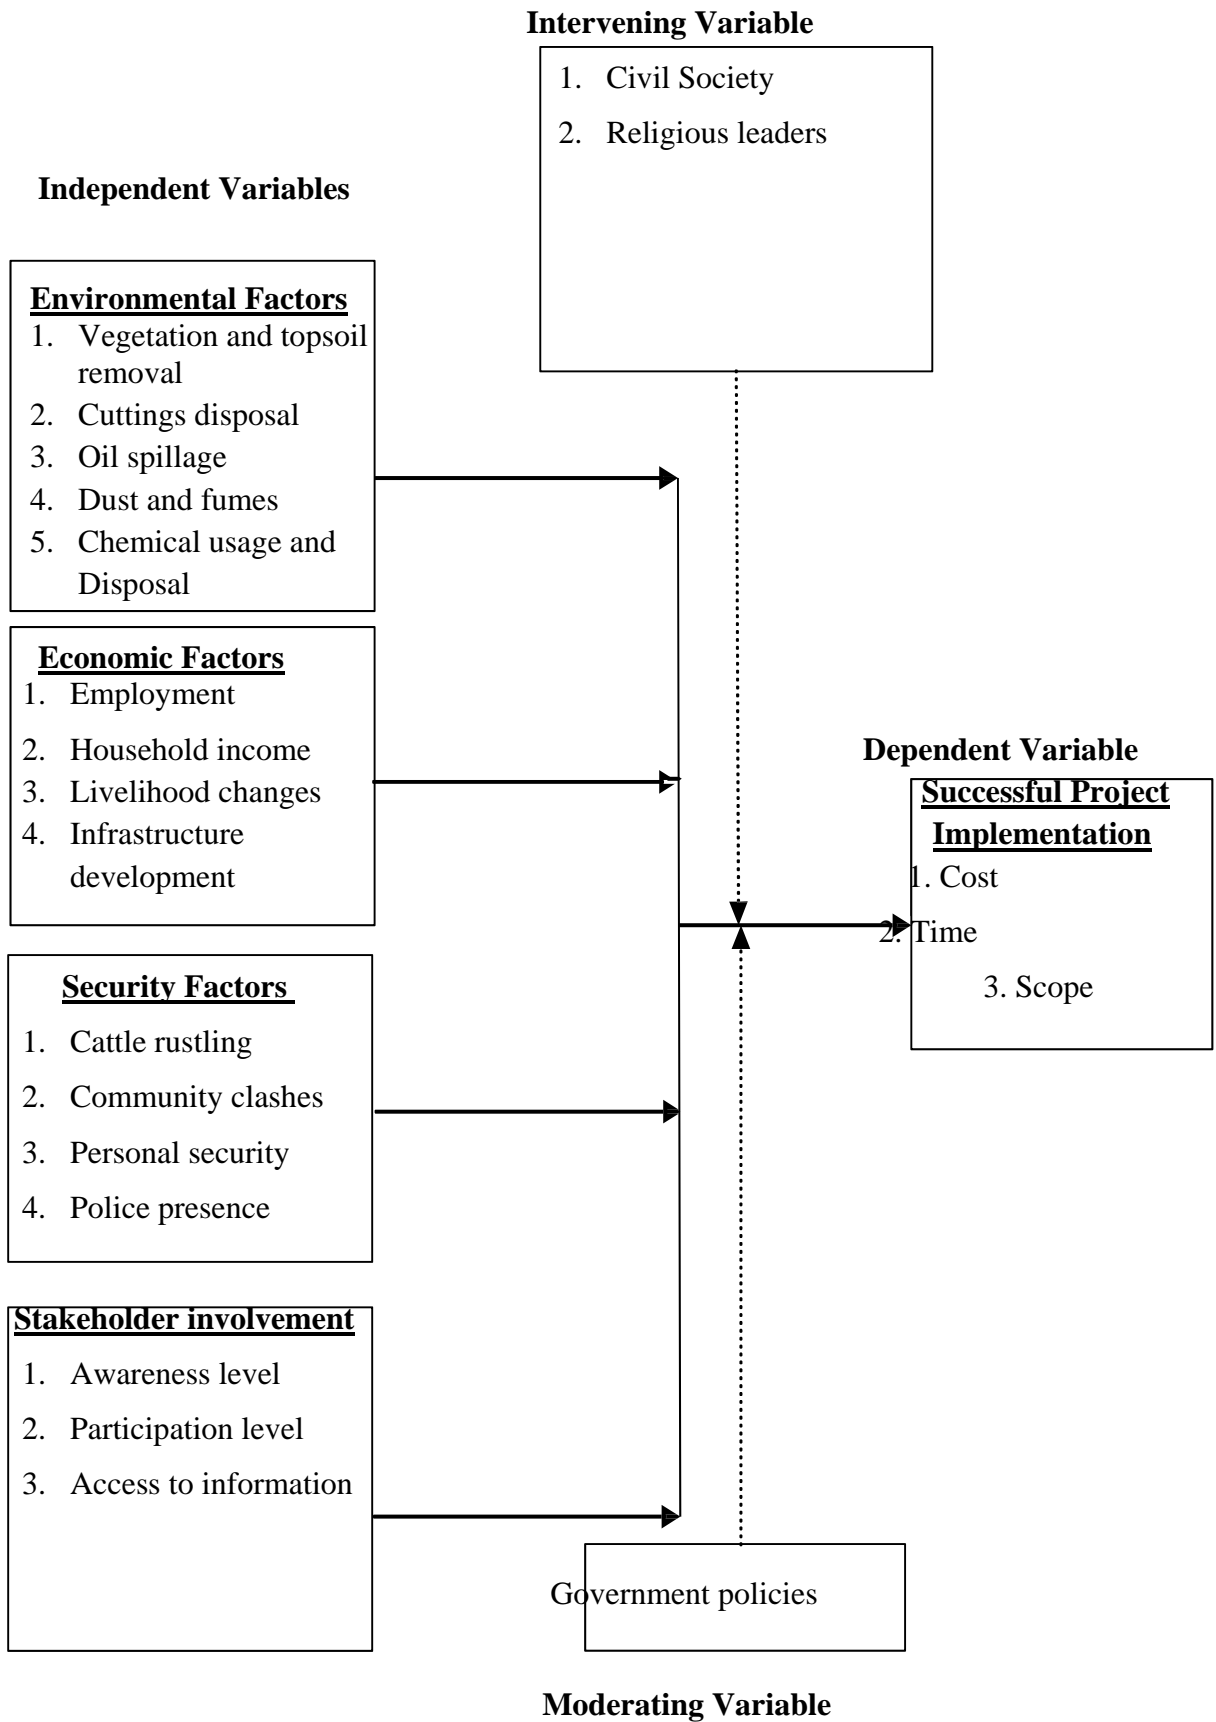 Intervening Variable
1. Civil Society
2. Religious leaders
Independent Variables
Environmental Factors
1. Vegetation and topsoil
removal
2. Cuttings disposal
3. Oil spillage
4. Dust and fumes
5. Chemical usage and
Disposal
Economic Factors
1. Employment
2. Household income
3. Livelihood changes
4. Infrastructure
development
Security Factors
1. Cattle rustling
2. Community clashes
3. Personal security
4. Police presence
Stakeholder involvement
1. Awareness level
2. Participation level
3. Access to information
Dependent Variable
Successful Project
Implementation
1. Cost
2. Time
3. Scope
Government policies
Moderating Variable